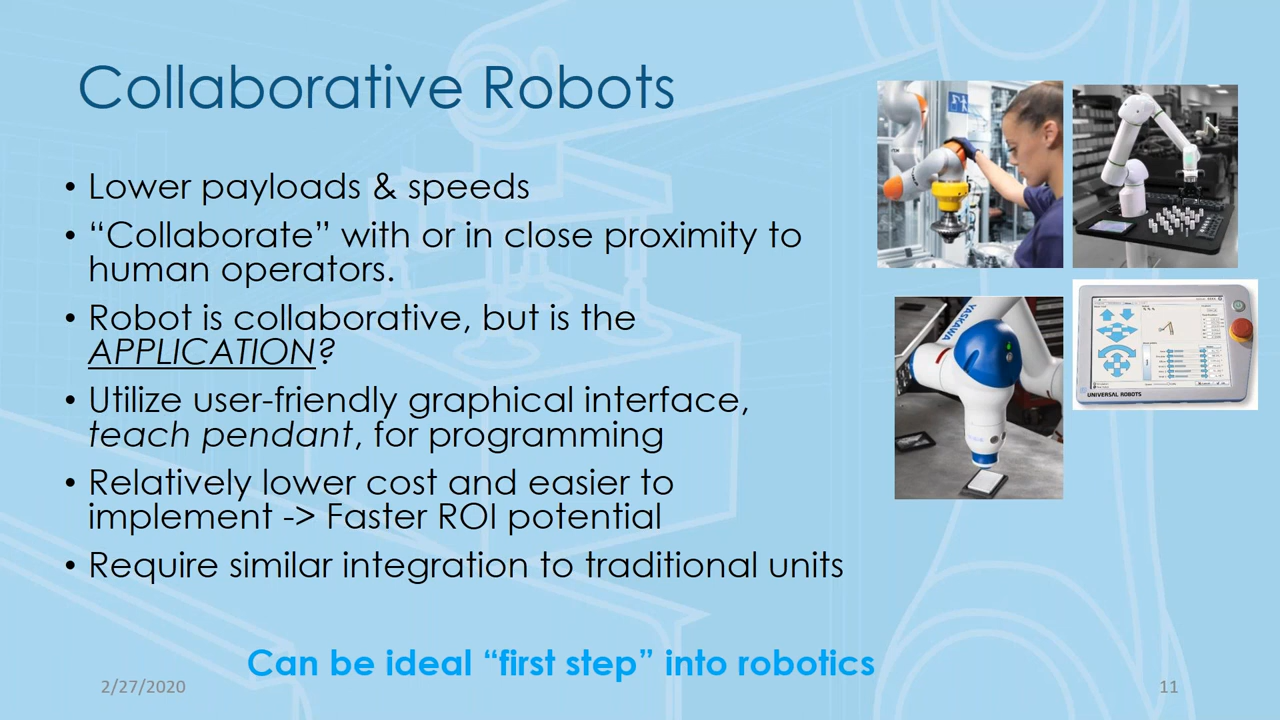 Collaborative Robots
• Lower payloads & speeds
• “Collaborate” with or in close proximity to
human operators.
• Robot is collaborative, but is the
APPLICATION?
• Utilize user-friendly graphical interface,
teach pendant, for programming
• Relatively lower cost and easier to
implement -> Faster ROI potential
• Require similar integration to traditional units
YASKAWA
UNIVERSAL ROBOTS
Can be ideal “first step” into robotics
2/27/2020
11